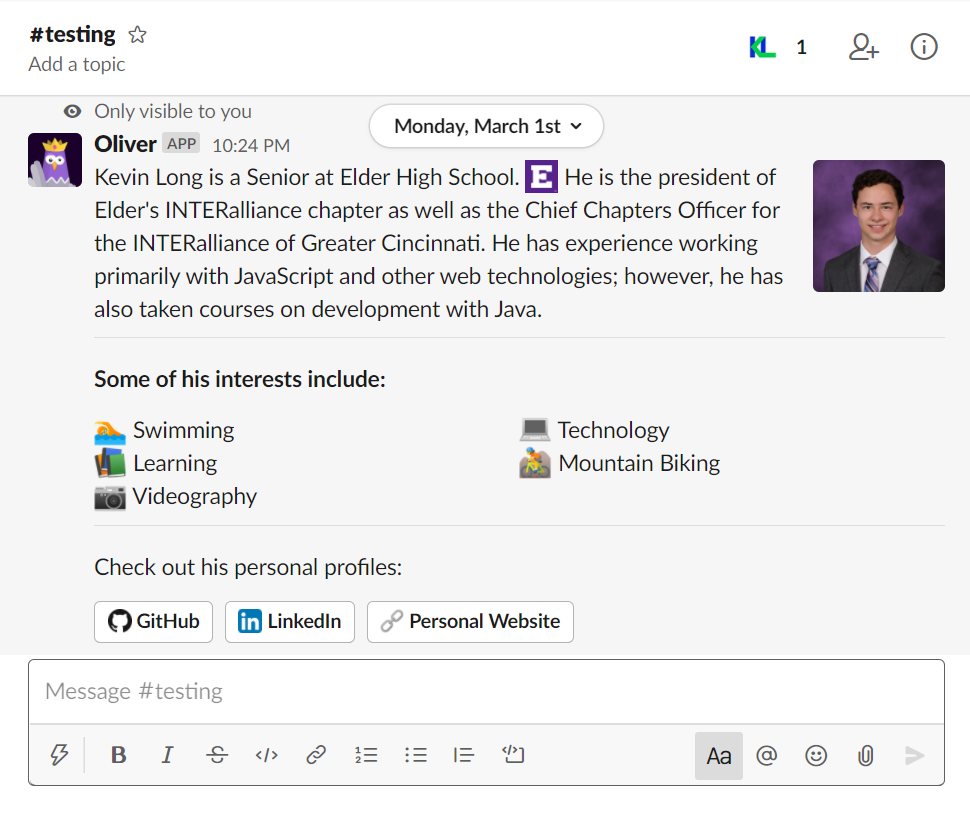 #testing
Add a topic
KL 1
Only visible to you
Monday, March 1st
Oliver APP 10:24 PM
Kevin Long is a Senior at Elder High School. E He is the president of
Elder's INTERalliance chapter as well as the Chief Chapters Officer for
the INTERalliance of Greater Cincinnati. He has experience working
primarily with JavaScript and other web technologies; however, he has
also taken courses on development with Java.
Some of his interests include:
Swimming
Technology
Learning
Mountain Biking
Videography
Check out his personal profiles:
GitHub in LinkedIn Personal Website
Message #testing
B I S </> Aa @